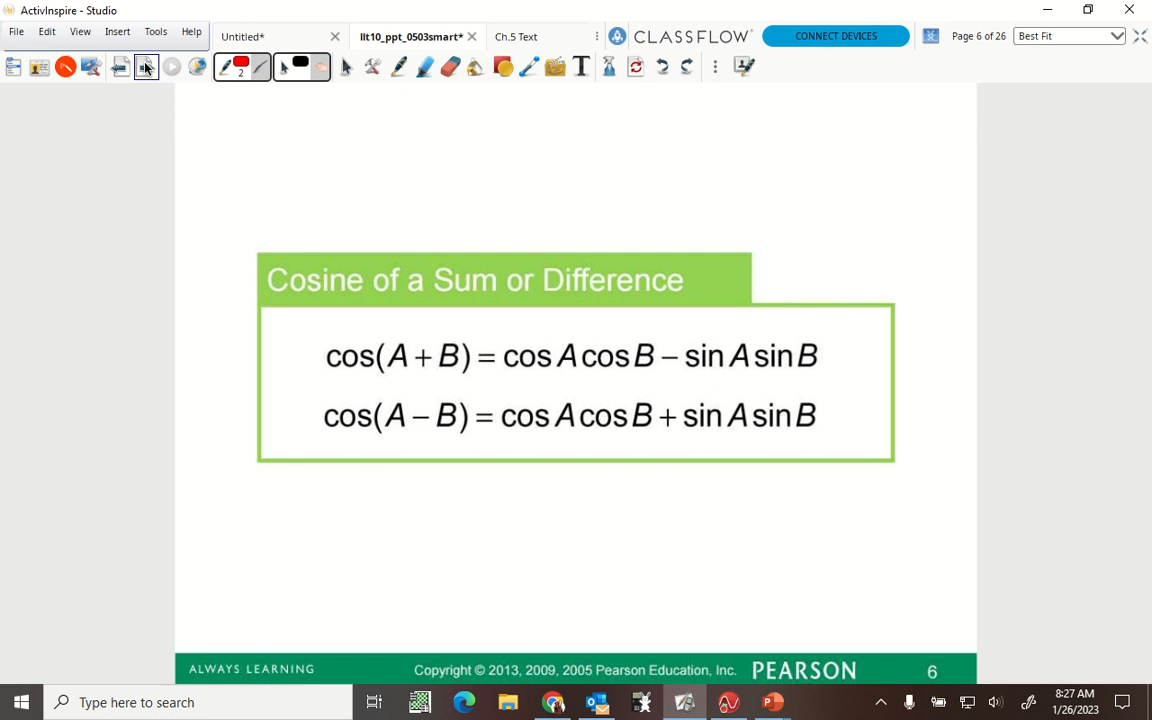 ActivInspire - Studio
File Edit View Insert Tools Help
Untitled* llt10_ppt_0503smart* Ch.5 Text CLASSFLOW CONNECT DEVICES Page 6 of 26 Best Fit
2
Cosine of a Sum or Difference
cos(A + B) = cos A cos B − sin A sin B
cos(A − B) = cos A cos B + sin A sin B
ALWAYS LEARNING Copyright © 2013, 2009, 2005 Pearson Education, Inc. PEARSON 6
Type here to search
8:27 AM
1/26/2023